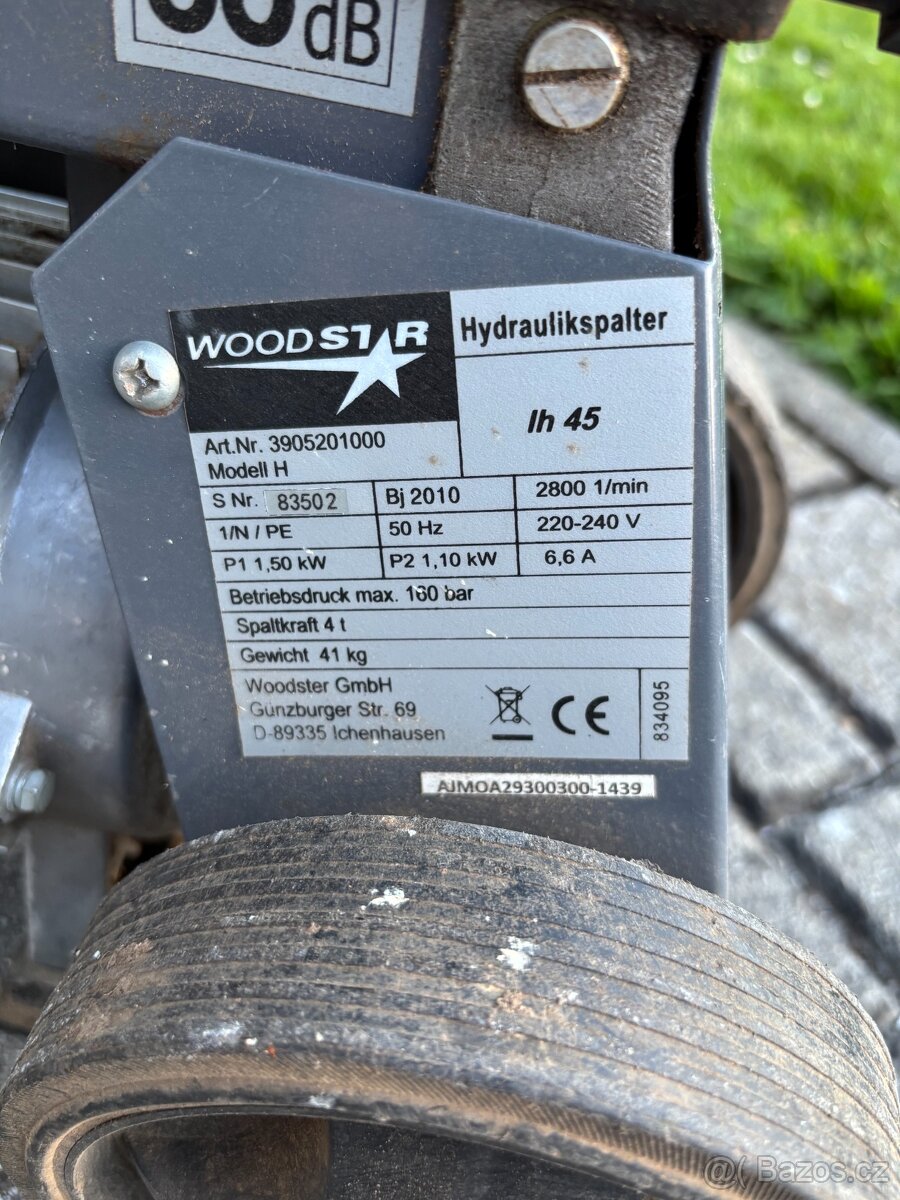 dB
WOODSTAR
Hydraulikspalter
lh 45
Art.Nr. 3905201000
Modell H
S Nr. 83502 Bj 2010 2800 1/min
1/N / PE 50 Hz 220-240 V
P1 1,50 kW P2 1,10 kW 6,6 A
Betriebsdruck max. 160 bar
Spaltkraft 4 t
Gewicht 41 kg
Woodster GmbH
Günzburger Str. 69
D-89335 Ichenhausen
CE
834095
AJMOA29300300-1439
@( Bazos.cz